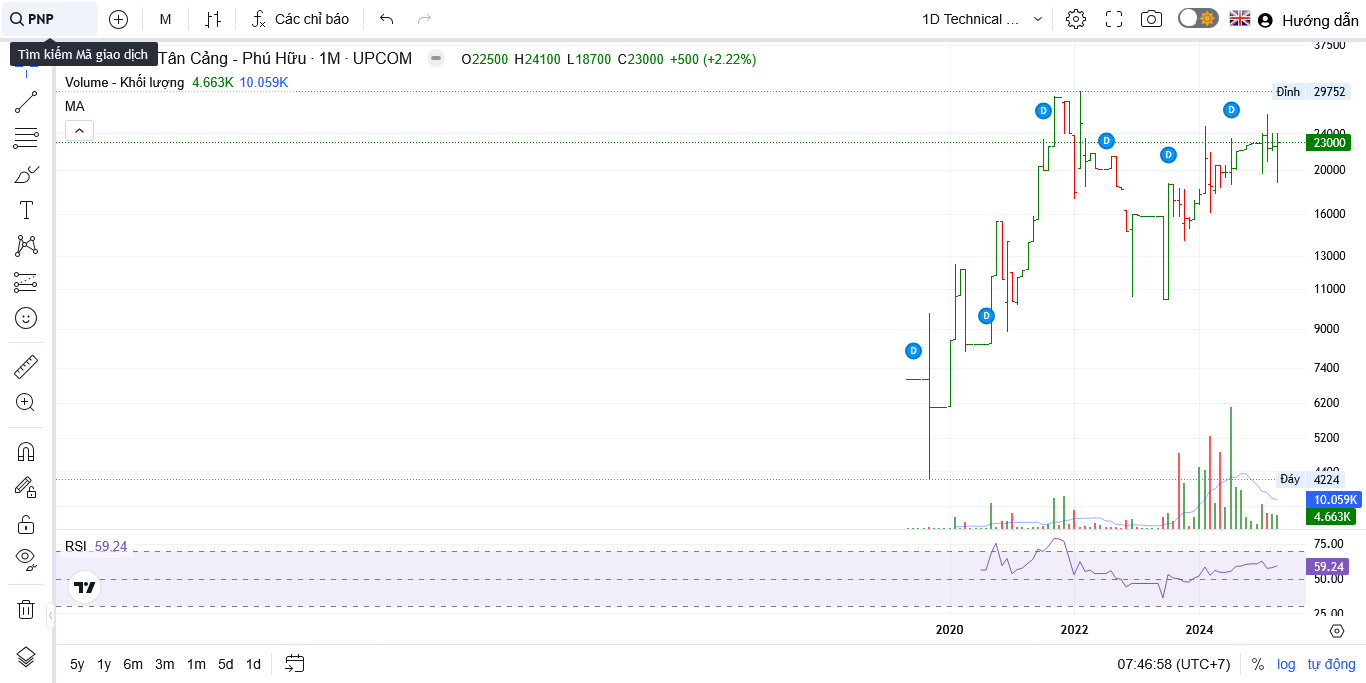 PNP
M
Các chỉ báo
1D Technical ...
Hướng dẫn
Tìm kiếm Mã giao dịch
Tân Cảng - Phú Hữu · 1M · UPCOM
O22500 H24100 L18700 C23000 +500 (+2.22%)
Volume - Khối lượng 4.663K 10.059K
MA
37500
Đỉnh 29752
24000
23000
20000
16000
13000
11000
9000
7400
6200
5200
4400
Đáy 4224
10.059K
4.663K
D
D
D
D
D
D
RSI 59.24
75.00
59.24
50.00
25.00
2020 2022 2024
5y 1y 6m 3m 1m 5d 1d
07:46:58 (UTC+7)
% log tự động